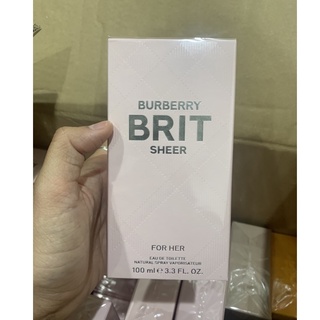 BURBERRY
BRIT
SHEER
FOR HER
EAU DE TOILETTE
NATURAL SPRAY VAPORISATEUR
100 ml ℮ 3.3 FL. OZ.